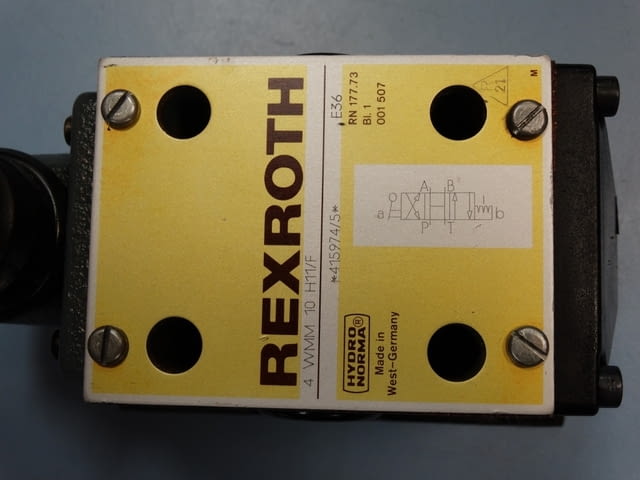 REXROTH
4 WMM 10 H11/F
*415974/5*
E36
RN 177.73
Bl. 1
001 507
21
M
A B
a b
P T
HYDRO
NORMA®
Made in
West-Germany